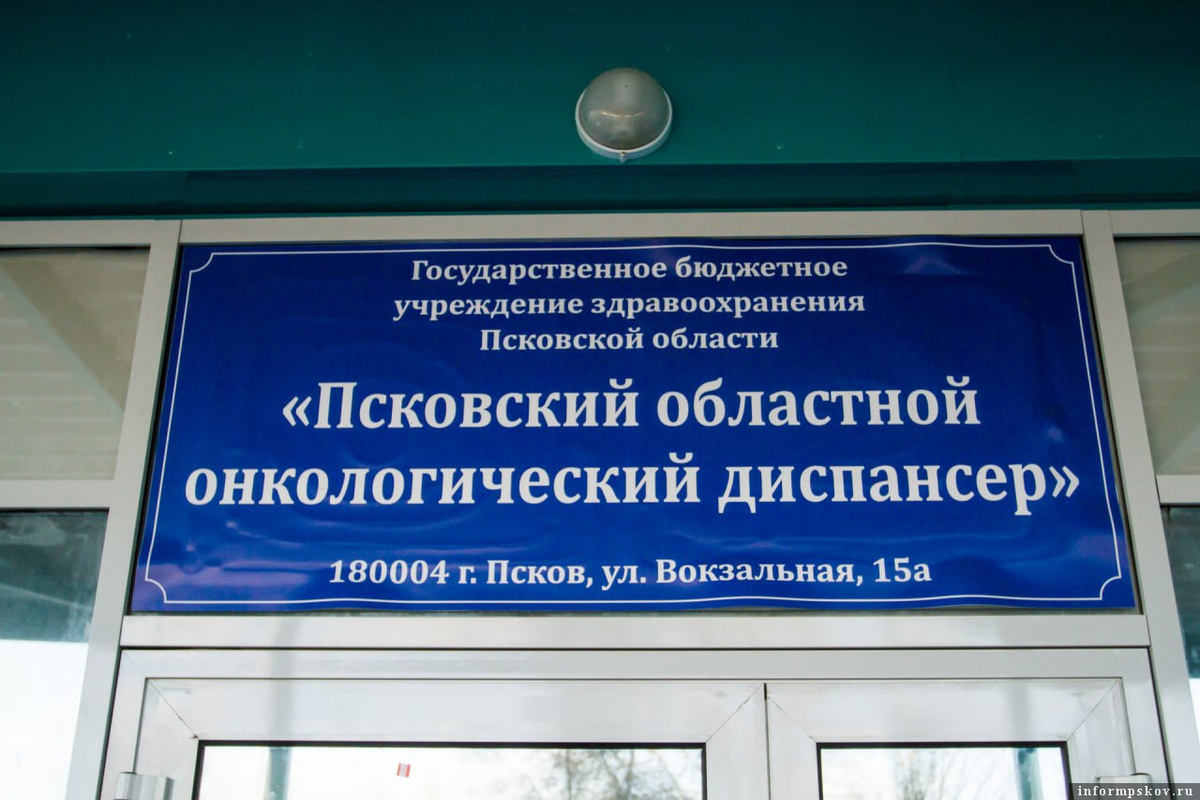 Государственное бюджетное
учреждение здравоохранения
Псковской области
«Псковский областной
онкологический диспансер»
180004 г. Псков, ул. Вокзальная, 15а
informpskov.ru